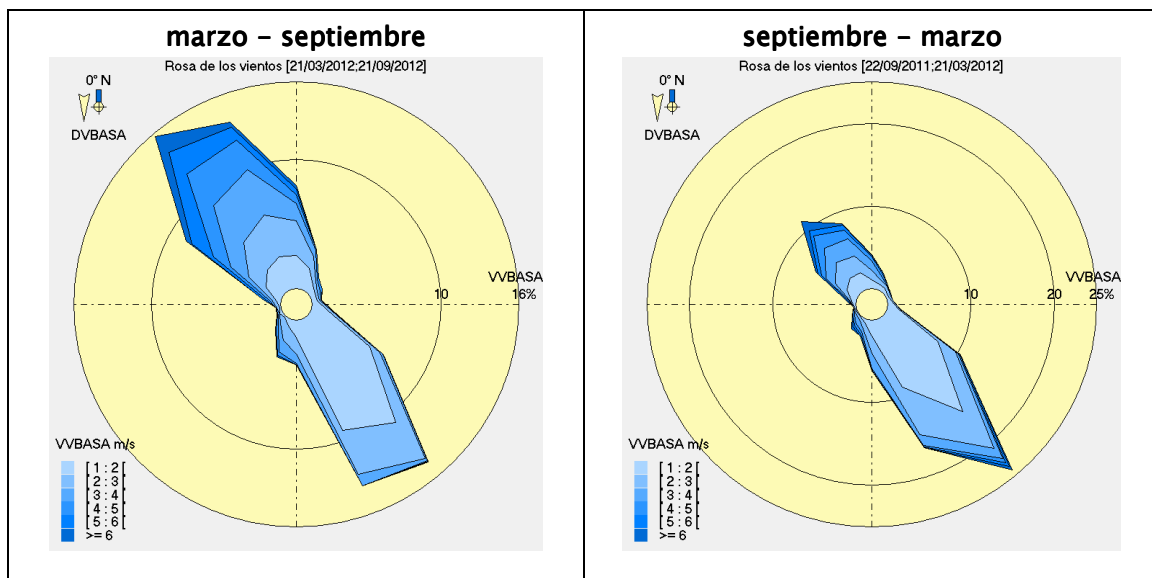 marzo – septiembre
Rosa de los vientos [21/03/2012;21/09/2012]
0° N
DVBASA
VVBASA
10
16%
VVBASA m/s
[ 1 : 2 [
[ 2 : 3 [
[ 3 : 4 [
[ 4 : 5 [
[ 5 : 6 [
>= 6
septiembre – marzo
Rosa de los vientos [22/09/2011;21/03/2012]
0° N
DVBASA
VVBASA
10
20
25%
VVBASA m/s
[ 1 : 2 [
[ 2 : 3 [
[ 3 : 4 [
[ 4 : 5 [
[ 5 : 6 [
>= 6